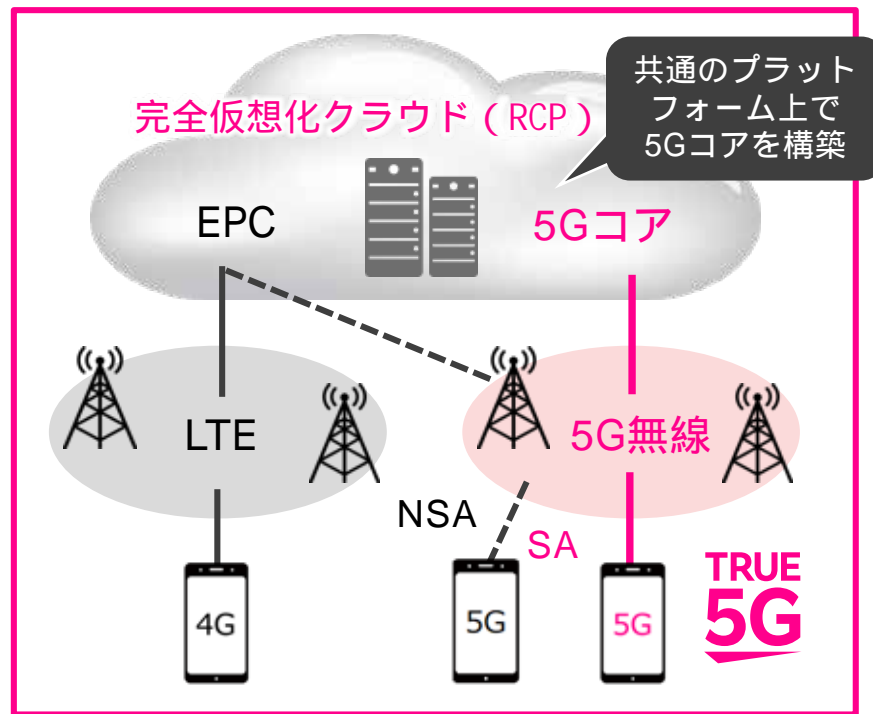 共通のプラット
フォーム上で
5Gコアを構築
完全仮想化クラウド（RCP）
EPC
5Gコア
LTE
5G無線
NSA
SA
4G
5G
5G
TRUE
5G